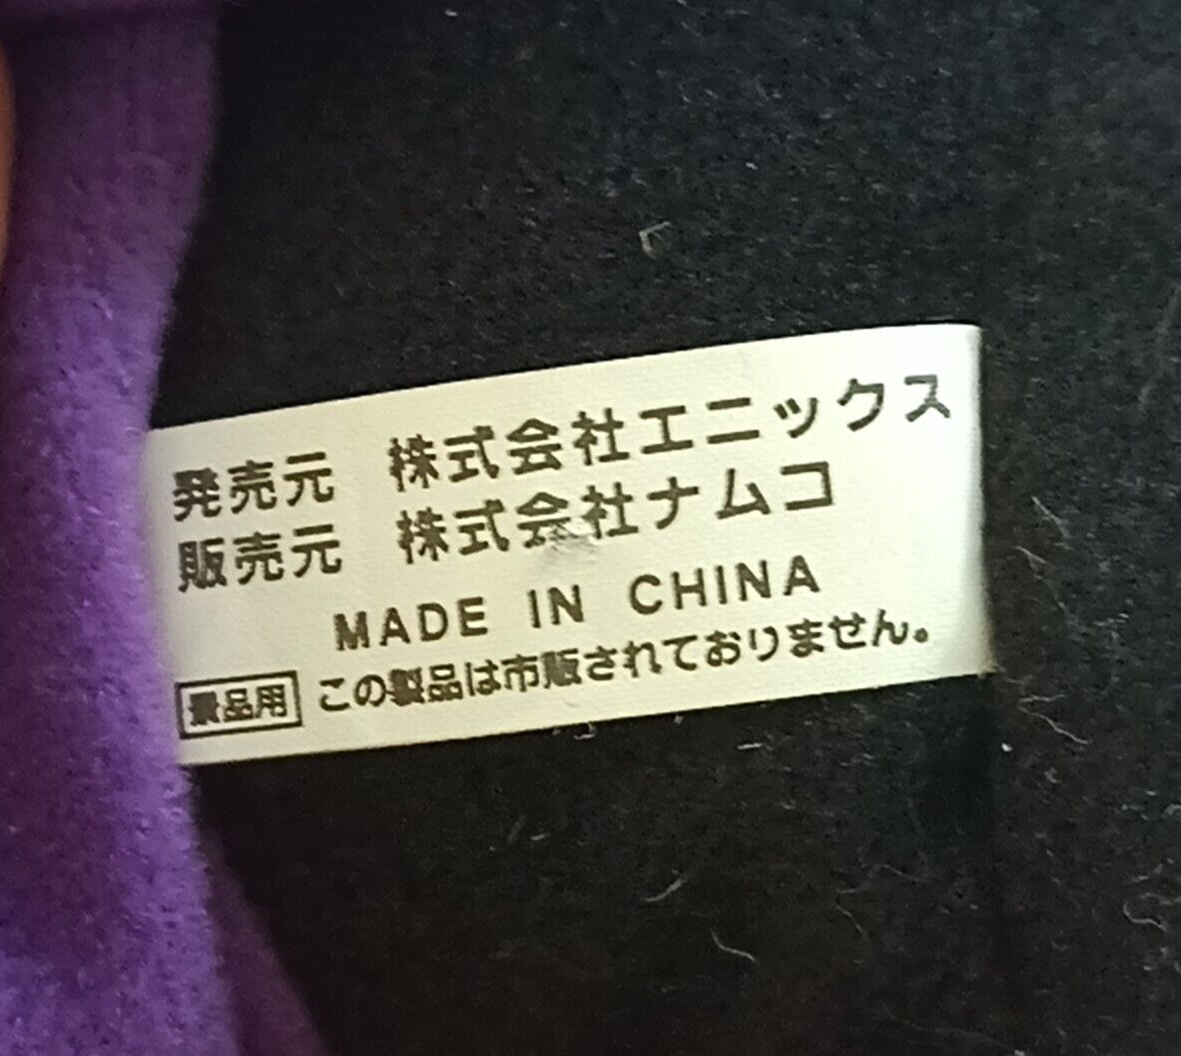 発売元 株式会社エニックス
販売元 株式会社ナムコ
MADE IN CHINA
景品用 この製品は市販されておりません。